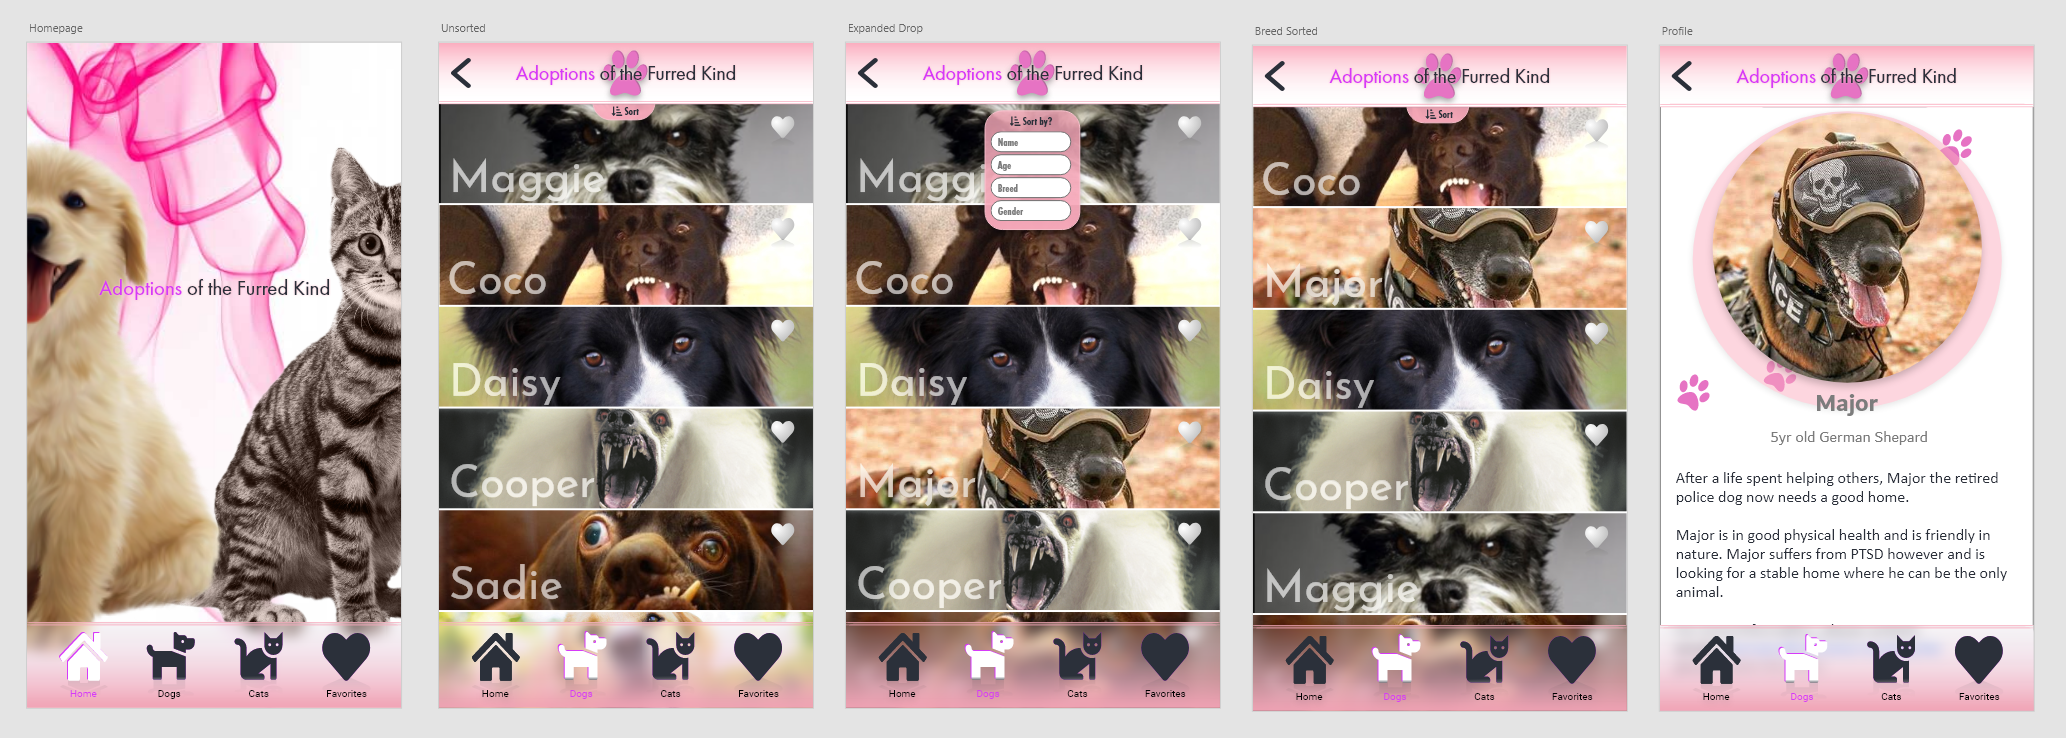 Homepage
Adoptions of the Furred Kind
Home
Dogs
Cats
Favorites
Unsorted
Adoptions of the Furred Kind
Sort
Maggie
Coco
Daisy
Cooper
Sadie
Home
Dogs
Cats
Favorites
Expanded Drop
Adoptions of the Furred Kind
Sort by?
Name
Age
Breed
Gender
Coco
Daisy
Major
Cooper
Home
Dogs
Cats
Favorites
Breed Sorted
Adoptions of the Furred Kind
Sort
Coco
Major
Daisy
Cooper
Maggie
Home
Dogs
Cats
Favorites
Profile
Adoptions of the Furred Kind
Major
5yr old German Shepard
After a life spent helping others, Major the retired
police dog now needs a good home.
Major is in good physical health and is friendly in
nature. Major suffers from PTSD however and is
looking for a stable home where he can be the only
animal.
Home
Dogs
Cats
Favorites